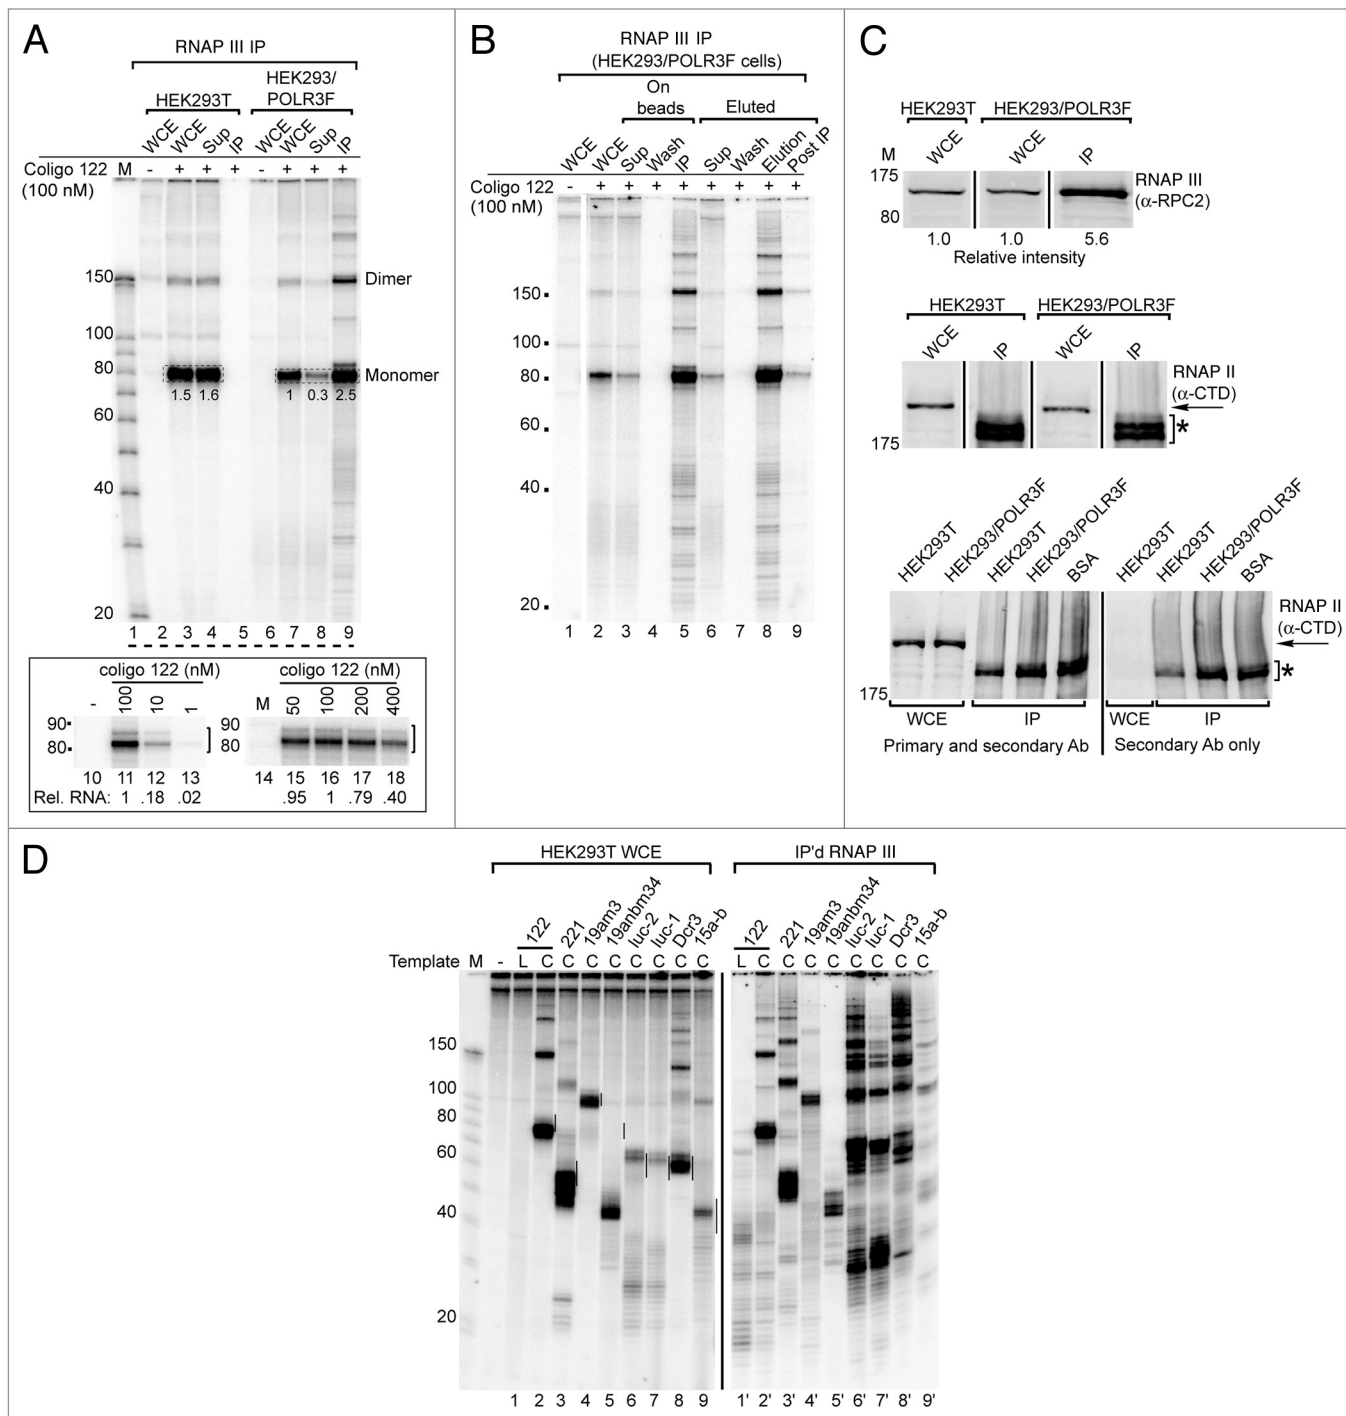 A
RNAP III IP
HEK293T
HEK293/
POLR3F
WCE WCE Sup IP WCE WCE Sup IP
Coligo 122 M - + + + - + + +
(100 nM)
150
100
80
60
40
20
Dimer
Monomer
1.5 1.6 1 0.3 2.5
1 2 3 4 5 6 7 8 9
coligo 122 (nM) coligo 122 (nM)
- 100 10 1 M 50 100 200 400
90 90
80 80
10 11 12 13 14 15 16 17 18
Rel. RNA: 1 .18 .02 .95 1 .79 .40
B
RNAP III IP
(HEK293/POLR3F cells)
On
beads
Eluted
WCE WCE Sup Wash IP Sup Wash Elution Post IP
Coligo 122 - + + + + + + + +
(100 nM)
150
100
80
60
40
20
1 2 3 4 5 6 7 8 9
C
HEK293T HEK293/POLR3F
M WCE WCE IP
175
80
RNAP III
(α-RPC2)
1.0 1.0 5.6
Relative intensity
HEK293T HEK293/POLR3F
WCE IP WCE IP
RNAP II
(α-CTD)
*
175
HEK293T HEK293/POLR3F HEK293T HEK293/POLR3F BSA HEK293T HEK293T HEK293/POLR3F BSA
RNAP II
(α-CTD)
*
175
WCE IP WCE IP
Primary and secondary Ab Secondary Ab only
D
HEK293T WCE IP'd RNAP III
122 221 19am3 19anbm34 luc-2 luc-1 Dcr3 15a-b 122 221 19am3 19anbm34 luc-2 luc-1 Dcr3 15a-b
Template M - L C C C C C C C C L C C C C C C C C
150
100
80
60
40
20
1 2 3 4 5 6 7 8 9 1' 2' 3' 4' 5' 6' 7' 8' 9'